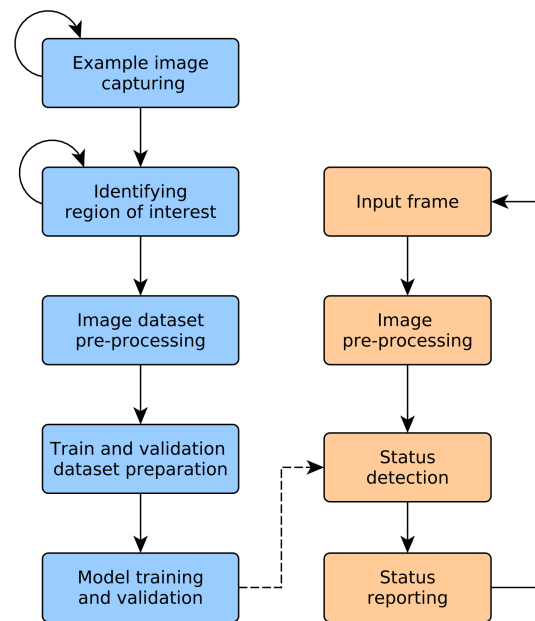 Example image
capturing
Identifying
region of interest
Image dataset
pre-processing
Train and validation
dataset preparation
Model training
and validation
Input frame
Image
pre-processing
Status
detection
Status
reporting